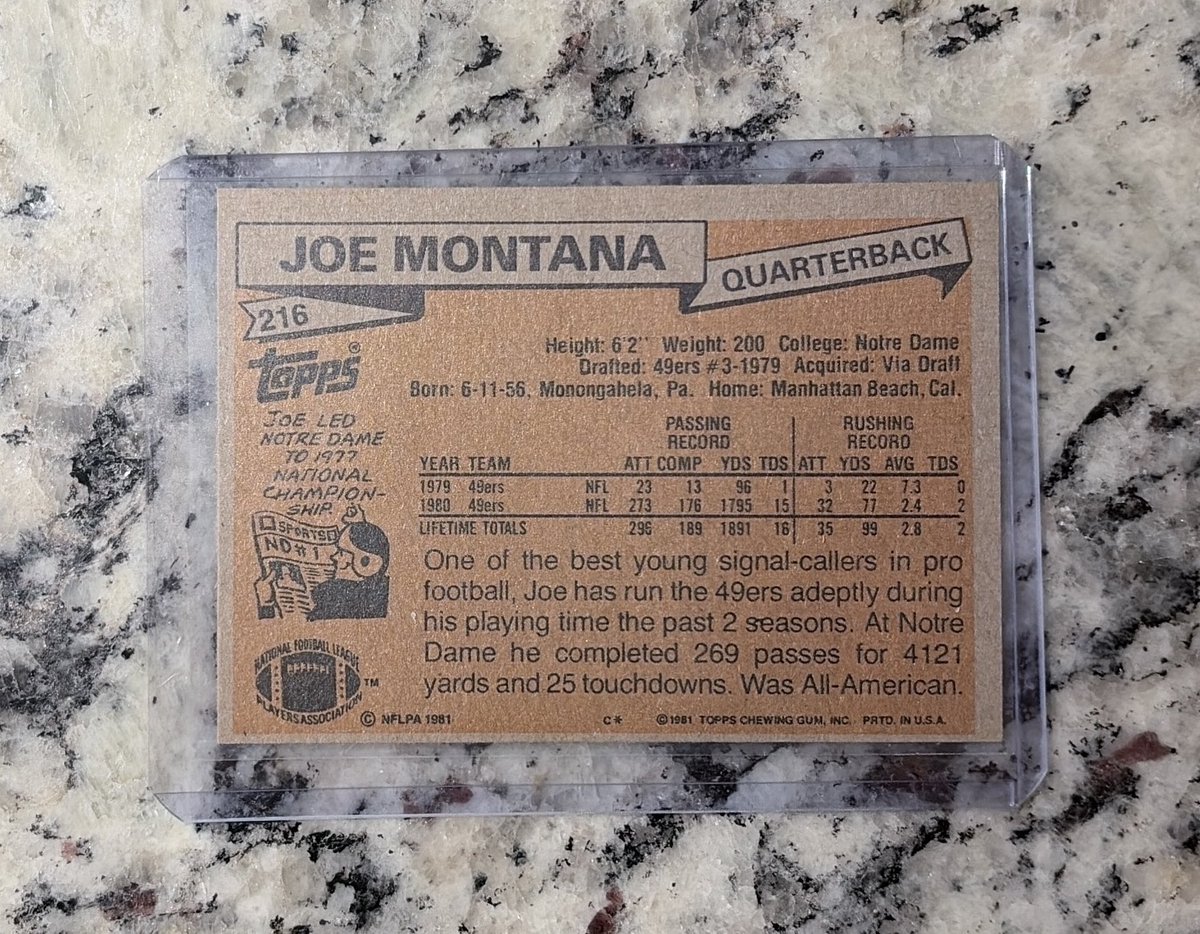 JOE MONTANA
QUARTERBACK
216
Topps®
Height: 6'2" Weight: 200 College: Notre Dame
Drafted: 49ers #3-1979 Acquired: Via Draft
Born: 6-11-56, Monongahela, Pa. Home: Manhattan Beach, Cal.
JOE LED
NOTRE DAME
TO 1977
NATIONAL
CHAMPION-
SHIP.
SPORTS
NO#1
PASSING RUSHING
RECORD RECORD
YEAR TEAM ATT COMP YDS TDS ATT YDS AVG TDS
1979 49ers NFL 23 13 96 1 3 22 7.3 0
1980 49ers NFL 273 176 1795 15 32 77 2.4 2
LIFETIME TOTALS 296 189 1891 16 35 99 2.8 2
One of the best young signal-callers in pro
football, Joe has run the 49ers adeptly during
his playing time the past 2 seasons. At Notre
Dame he completed 269 passes for 4121
yards and 25 touchdowns. Was All-American.
NATIONAL FOOTBALL LEAGUE
PLAYERS ASSOCIATION
TM
© NFLPA 1981 C* ©1981 TOPPS CHEWING GUM, INC. PRTD. IN U.S.A.